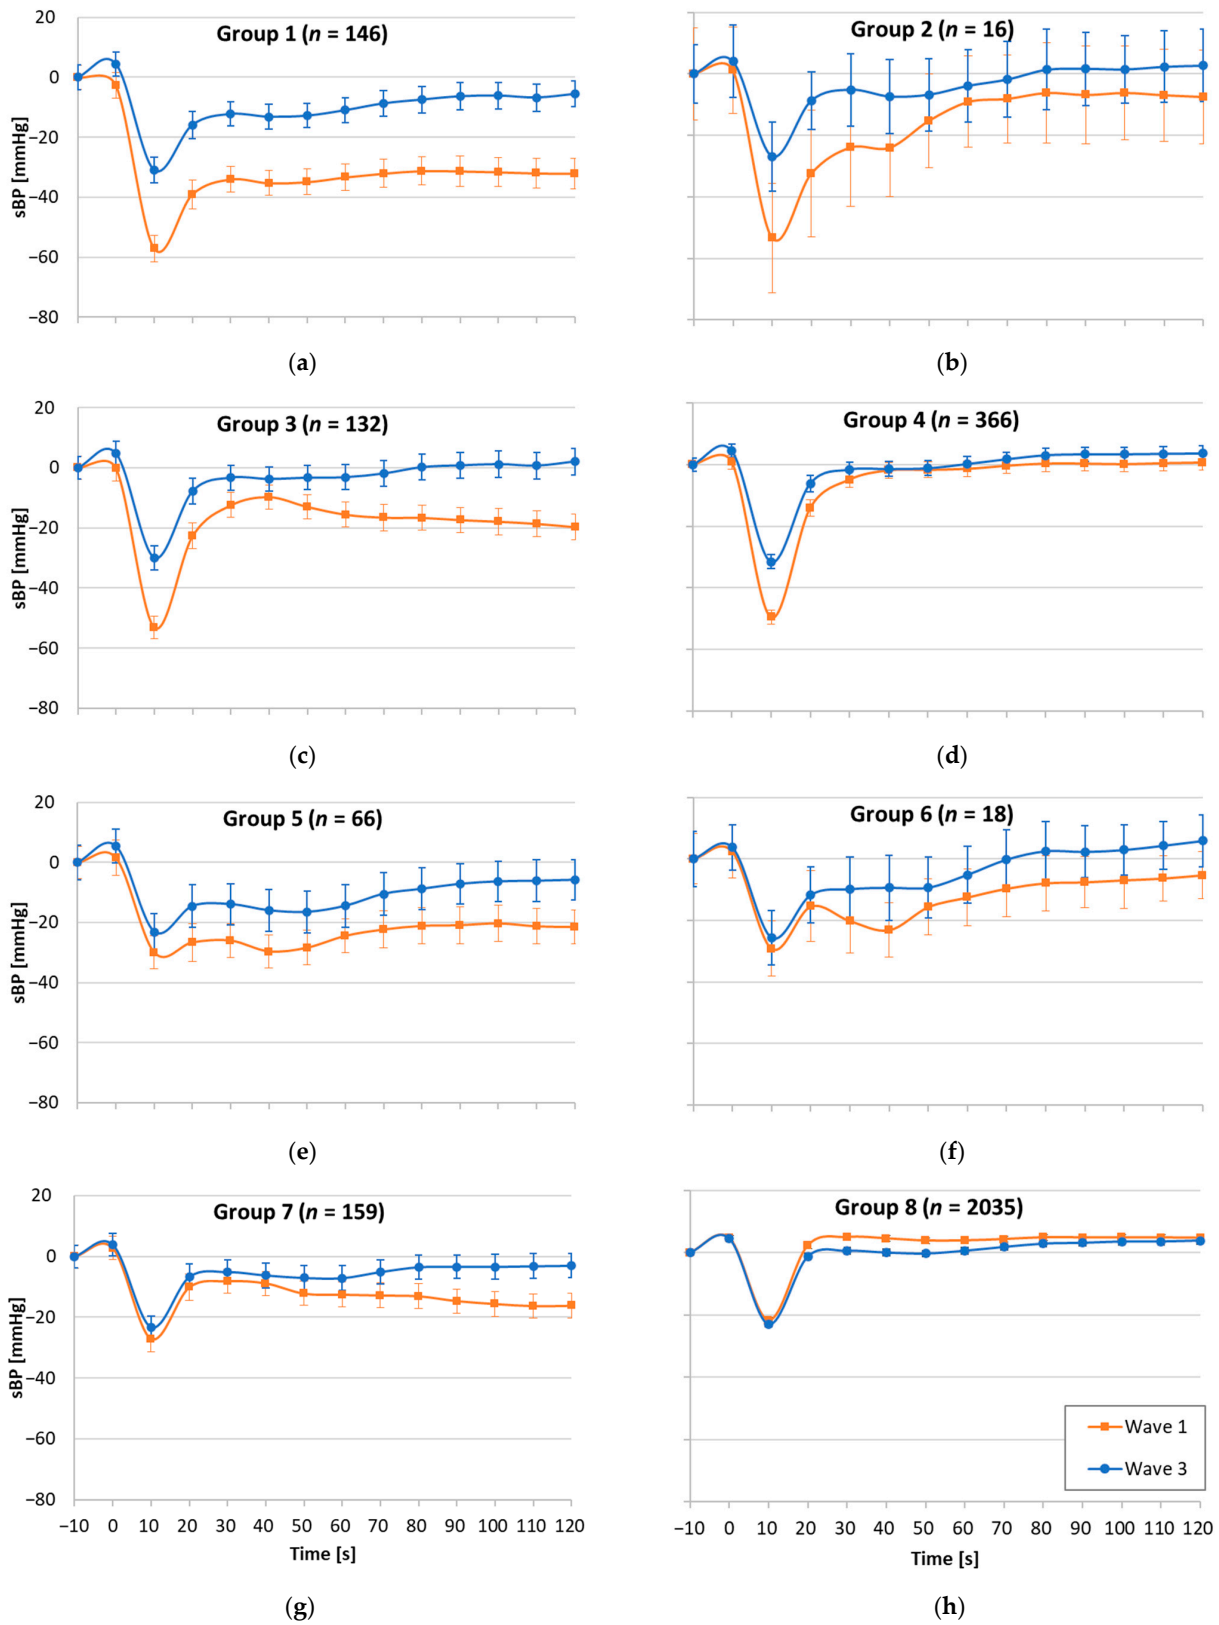 Group 1 (n = 146)
20
0
−20
−40
−60
−80
sBP [mmHg]
(a)
Group 2 (n = 16)
(b)
Group 3 (n = 132)
20
0
−20
−40
−60
−80
sBP [mmHg]
(c)
Group 4 (n = 366)
(d)
Group 5 (n = 66)
20
0
−20
−40
−60
−80
sBP [mmHg]
(e)
Group 6 (n = 18)
(f)
Group 7 (n = 159)
20
0
−20
−40
−60
−80
sBP [mmHg]
−10 0 10 20 30 40 50 60 70 80 90 100 110 120
Time [s]
(g)
Group 8 (n = 2035)
Wave 1
Wave 3
−10 0 10 20 30 40 50 60 70 80 90 100 110 120
Time [s]
(h)